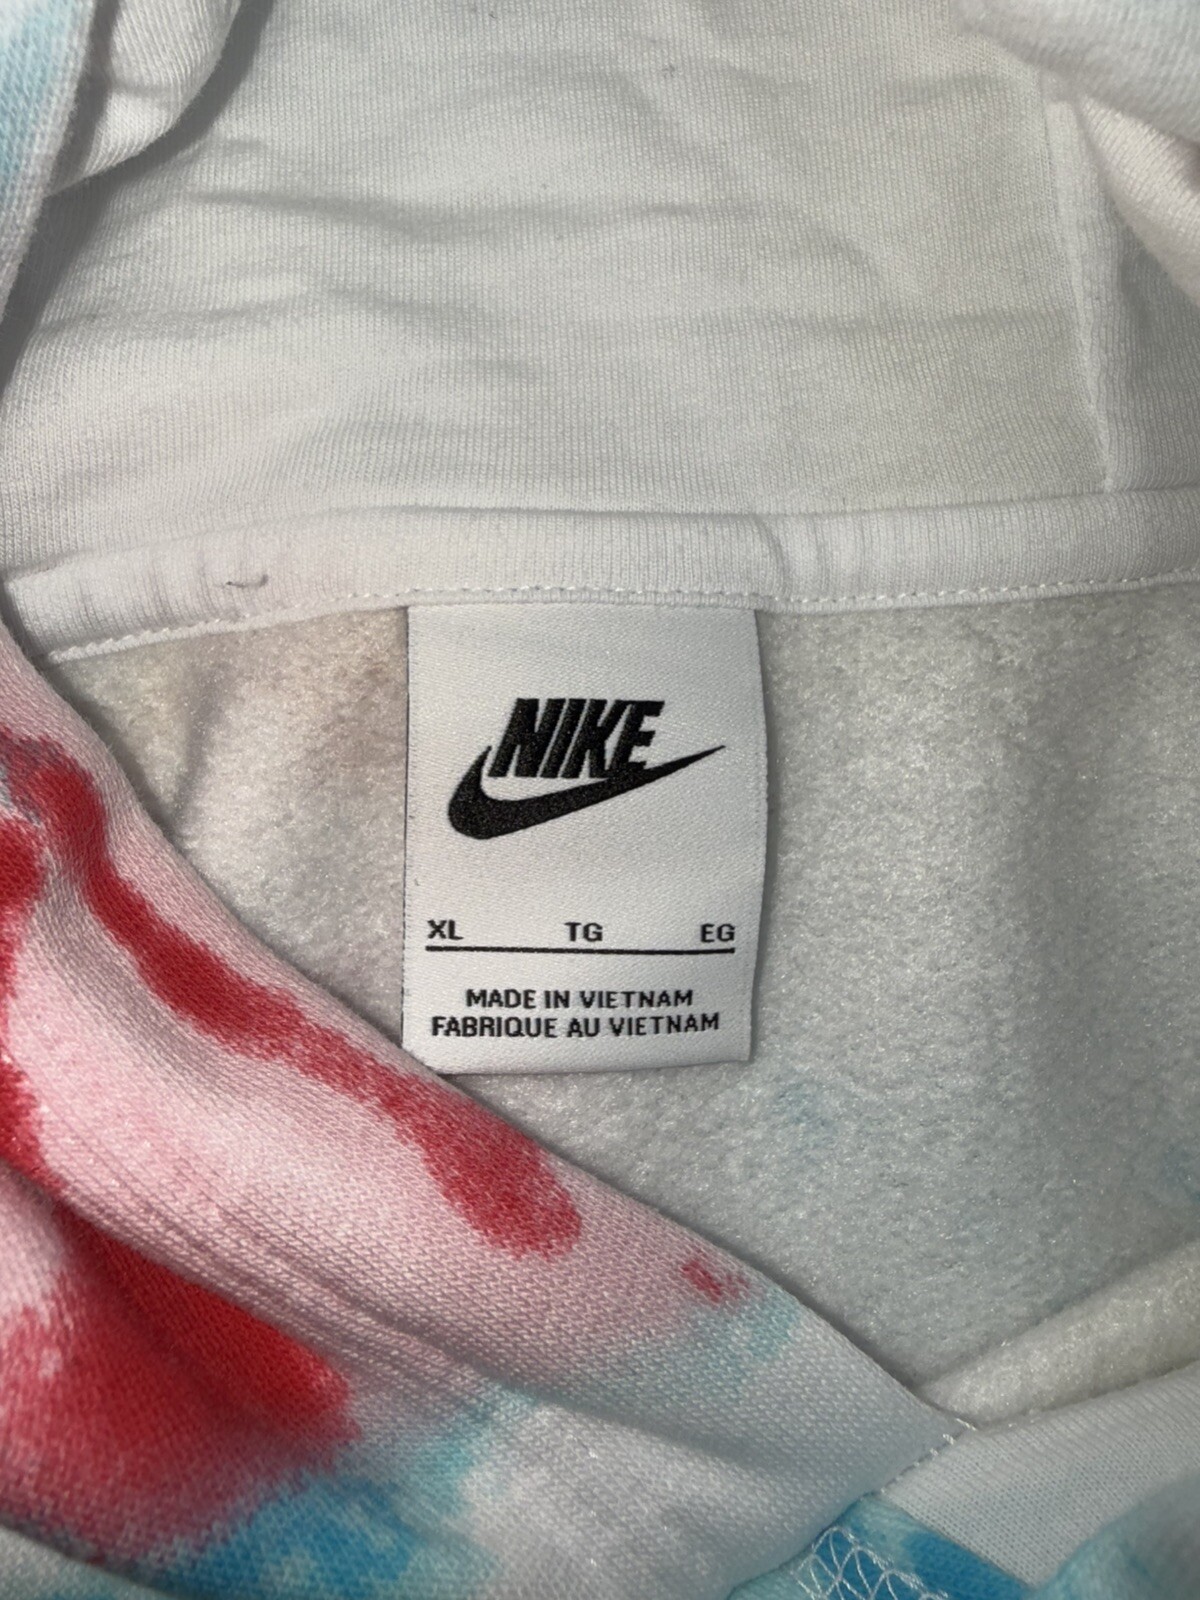 NIKE
XL TG EG
MADE IN VIETNAM
FABRIQUE AU VIETNAM